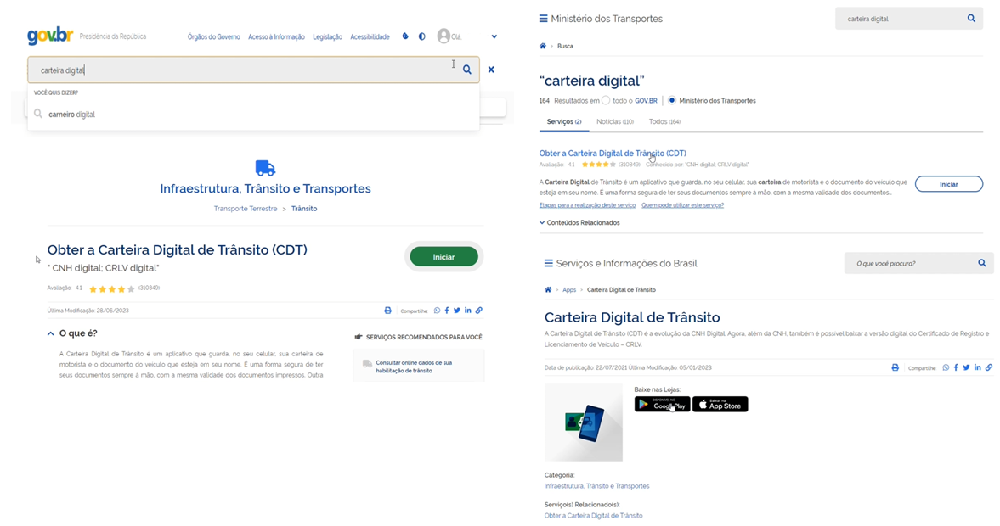 gov.br Presidência da República Órgãos do Governo Acesso à Informação Legislação Acessibilidade Olá,
carteira digital
VOCÊ QUIS DIZER?
carneiro digital
Infraestrutura, Trânsito e Transportes
Transporte Terrestre > Trânsito
Obter a Carteira Digital de Trânsito (CDT)
Iniciar
" CNH digital; CRLV digital"
Avaliação: 4.1 (310349)
Última Modificação: 28/06/2023 Compartilhe:
O que é?
A Carteira Digital de Trânsito é um aplicativo que guarda, no seu celular, sua carteira de
motorista e o documento do veículo que esteja em seu nome. É uma forma segura de ter
seus documentos sempre à mão, com a mesma validade dos documentos impressos. Outra
SERVIÇOS RECOMENDADOS PARA VOCÊ
Consultar online dados de sua
habilitação de trânsito
Ministério dos Transportes
carteira digital
Busca
“carteira digital”
164 Resultados em todo o GOV.BR Ministério dos Transportes
Serviços (2) Notícias (110) Todos (164)
Obter a Carteira Digital de Trânsito (CDT)
Avaliação: 4.1 (310349) Conhecido por: "CNH digital; CRLV digital"
A Carteira Digital de Trânsito é um aplicativo que guarda, no seu celular, sua carteira de motorista e o documento do veículo que
esteja em seu nome. É uma forma segura de ter seus documentos sempre à mão, com a mesma validade dos documentos...
Iniciar
Etapas para a realização deste serviço Quem pode utilizar este serviço?
Conteúdos Relacionados
Serviços e Informações do Brasil
O que você procura?
Apps > Carteira Digital de Trânsito
Carteira Digital de Trânsito
A Carteira Digital de Trânsito (CDT) é a evolução da CNH Digital. Agora, além da CNH, também é possível baixar a versão digital do Certificado de Registro e
Licenciamento de Veículo – CRLV.
Data de publicação: 22/07/2021 Última Modificação: 05/01/2023 Compartilhe:
Baixe nas Lojas:
DISPONÍVEL NO
Google Play
Baixar na
App Store
Categoria:
Infraestrutura, Trânsito e Transportes
Serviço(s) Relacionado(s):
Obter a Carteira Digital de Trânsito